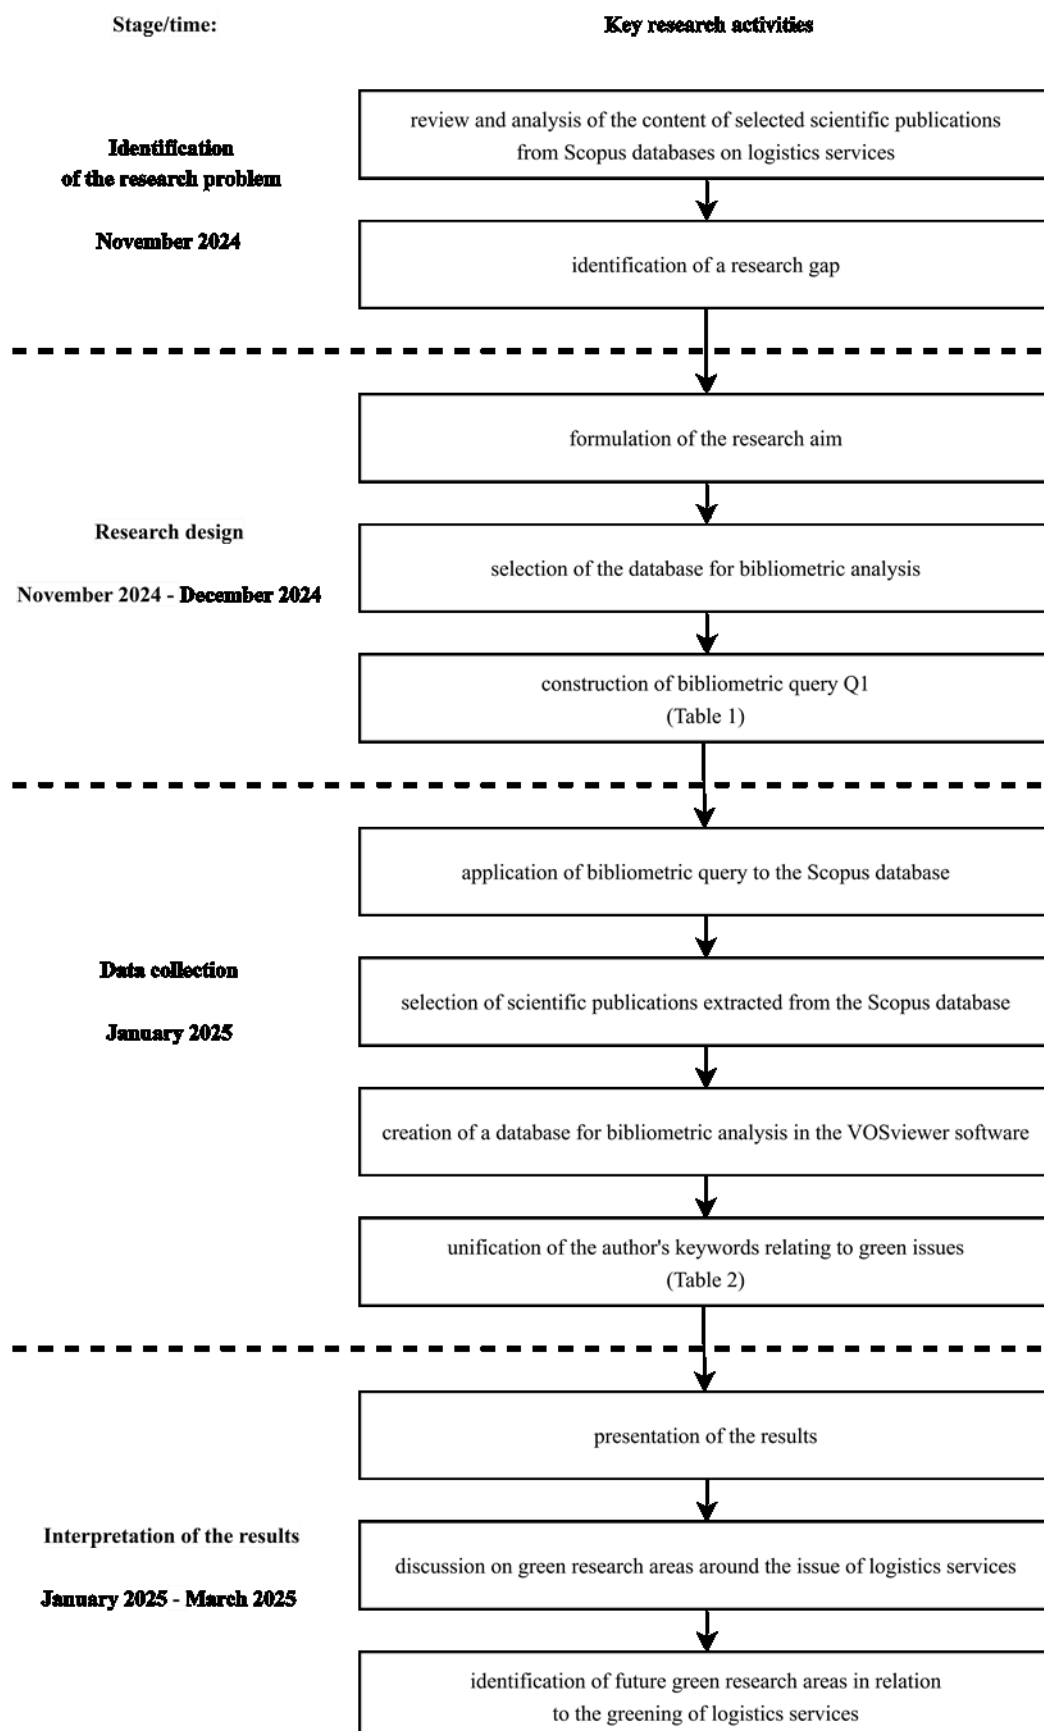 Stage/time:
Key research activities
Identification
of the research problem
November 2024
review and analysis of the content of selected scientific publications
from Scopus databases on logistics services
identification of a research gap
Research design
November 2024 - December 2024
formulation of the research aim
selection of the database for bibliometric analysis
construction of bibliometric query Q1
(Table 1)
Data collection
January 2025
application of bibliometric query to the Scopus database
selection of scientific publications extracted from the Scopus database
creation of a database for bibliometric analysis in the VOSviewer software
unification of the author's keywords relating to green issues
(Table 2)
Interpretation of the results
January 2025 - March 2025
presentation of the results
discussion on green research areas around the issue of logistics services
identification of future green research areas in relation
to the greening of logistics services